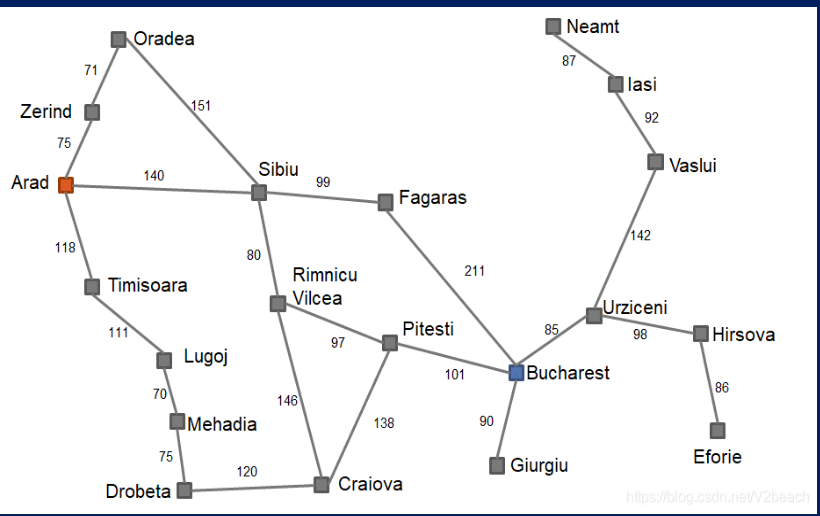 Neamt
Oradea
87
71
Iasi
151
92
Zerind
75
Vaslui
Sibiu
Arad
140
99
Fagaras
142
118
80
211
Rimnicu
Vilcea
Timisoara
Urziceni
111
97
Pitesti
85
98
Hirsova
Lugoj
101
Bucharest
70
146
86
Mehadia
138
90
75
Eforie
120
Giurgiu
Drobeta
Craiova
https://blog.csdn.net/V2beach